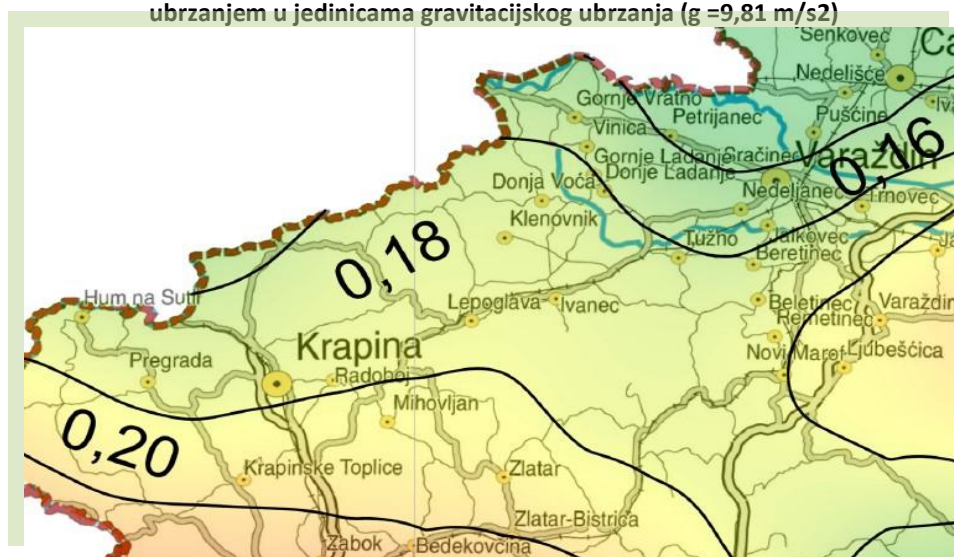 ubrzanjem u jedinicama gravitacijskog ubrzanja (g =9,81 m/s2)
Senkovec
Nedelišće
Gornje Vratno
Petrijanec
Pušćine
Vinica
0,16
Gornje Ladanje
Gračinec
Varaždin
Donje Ladanje
Donja Voća
Nedeljanec
Trnovec
Klenovnik
0,18
Tužno
Jalkovec
Beretinec
Hum na Sutli
Lepoglava
Ivanec
Beletinec
Varaždin
Remetinec
Krapina
Pregrada
Radoboj
Novi Marof
Ljubešćica
Mihovljan
0,20
Krapinske Toplice
Zlatar
Zlatar-Bistrica
Zabok
Bedekovčina